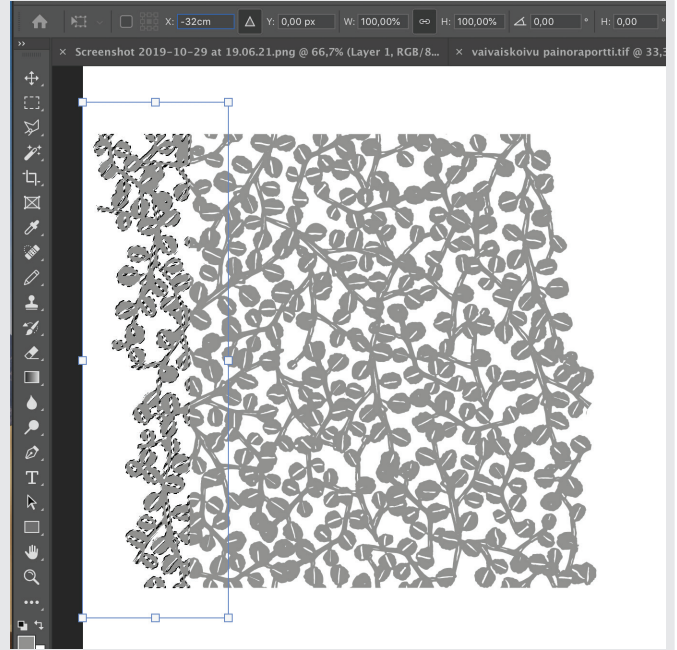 X: -32cm Y: 0,00 px W: 100,00% H: 100,00% 0,00 ° H: 0,00 °
>> × Screenshot 2019-10-29 at 19.06.21.png @ 66,7% (Layer 1, RGB/8... × vaivaiskoivu painoraportti.tif @ 33,3
T